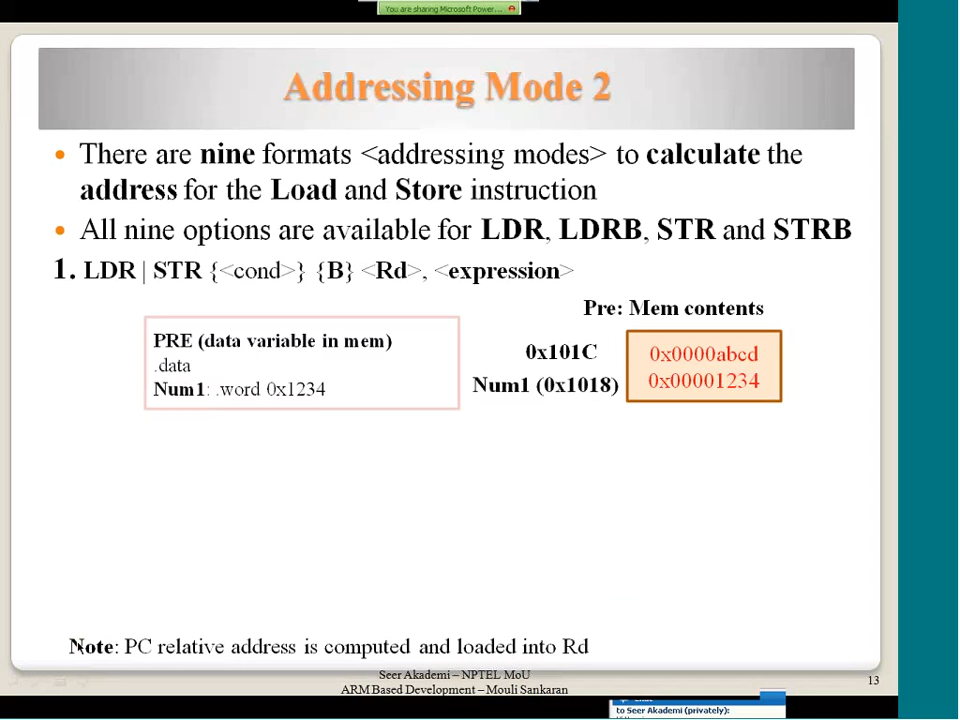 You are sharing Microsoft Power...
Addressing Mode 2
There are nine formats <addressing modes> to calculate the
address for the Load and Store instruction
All nine options are available for LDR, LDRB, STR and STRB
1. LDR | STR {<cond>} {B} <Rd>, <expression>
Pre: Mem contents
PRE (data variable in mem)
.data
Num1: .word 0x1234
0x101C 0x0000abcd
Num1 (0x1018) 0x00001234
Note: PC relative address is computed and loaded into Rd
Seer Akademi – NPTEL MoU
ARM Based Development – Mouli Sankaran
13
to Seer Akademi (privately):